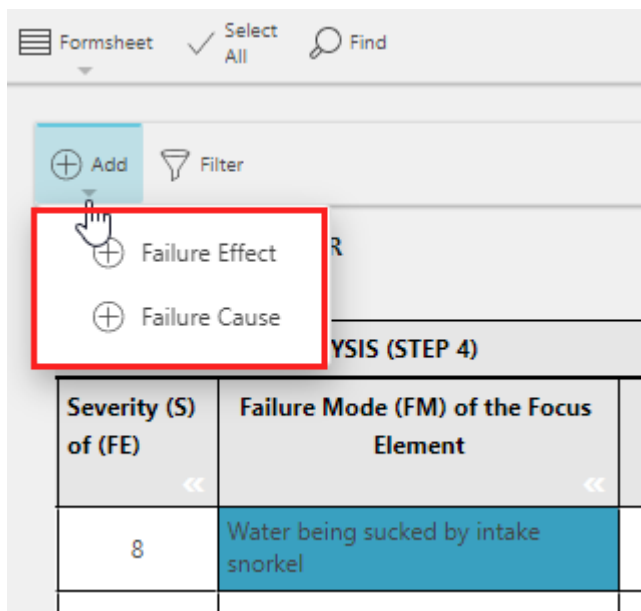 Formsheet
Select
All
Find
Add
Filter
Failure Effect
R
Failure Cause
YSIS (STEP 4)
Severity (S)
of (FE)
Failure Mode (FM) of the Focus
Element
8
Water being sucked by intake
snorkel